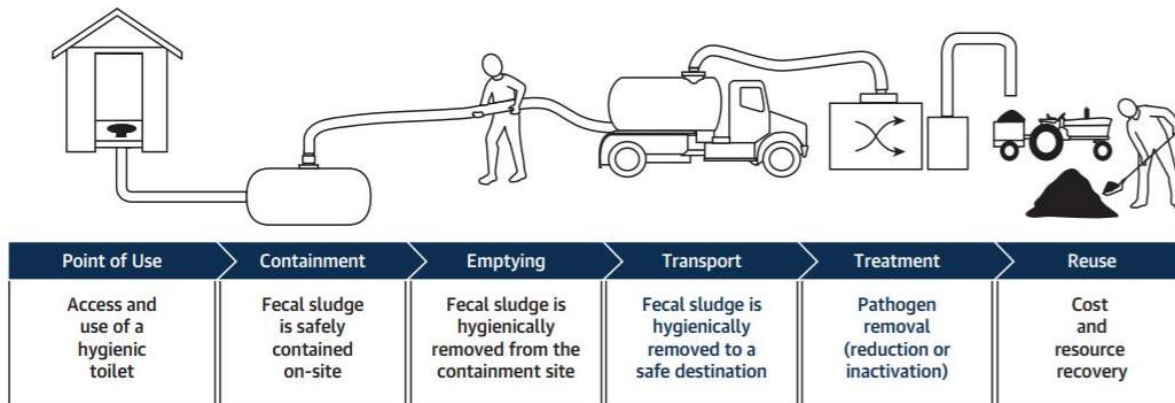 Point of Use
Containment
Emptying
Transport
Treatment
Reuse
Access and
use of a
hygienic
toilet
Fecal sludge
is safely
contained
on-site
Fecal sludge is
hygienically
removed from the
containment site
Fecal sludge is
hygienically
removed to a
safe destination
Pathogen
removal
(reduction or
inactivation)
Cost
and
resource
recovery